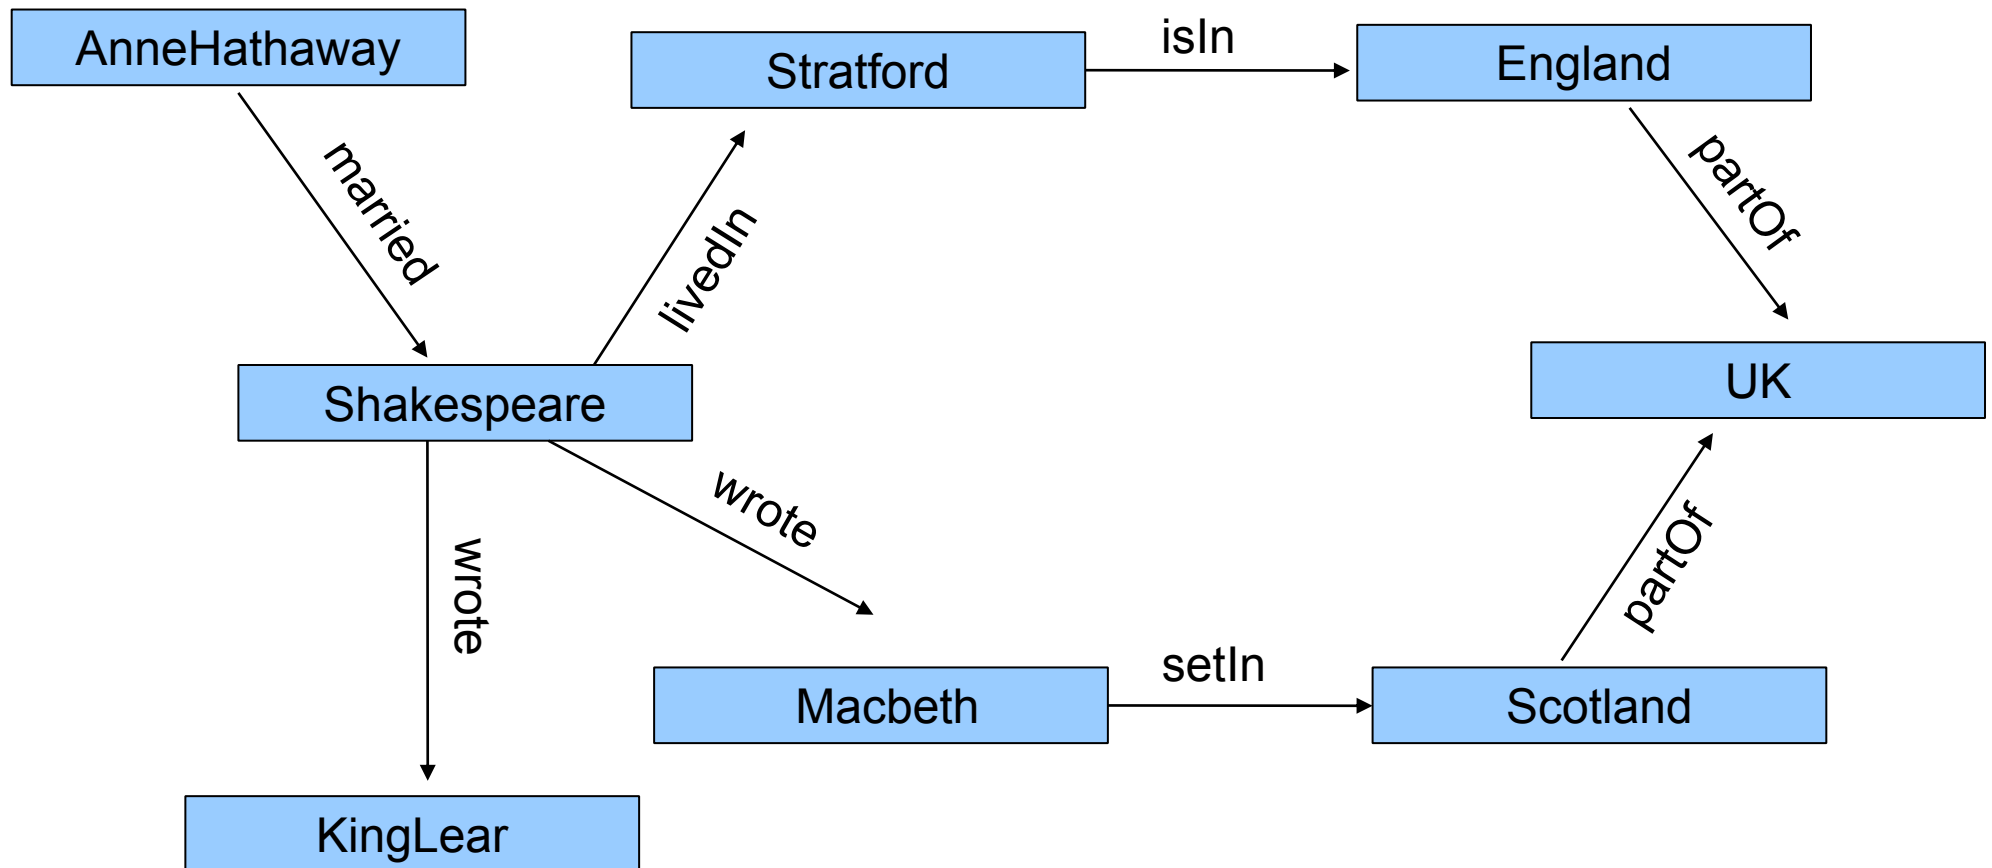 AnneHathaway
Stratford
isIn
England
married
livedIn
partOf
Shakespeare
UK
wrote
wrote
partOf
Macbeth
setIn
Scotland
KingLear